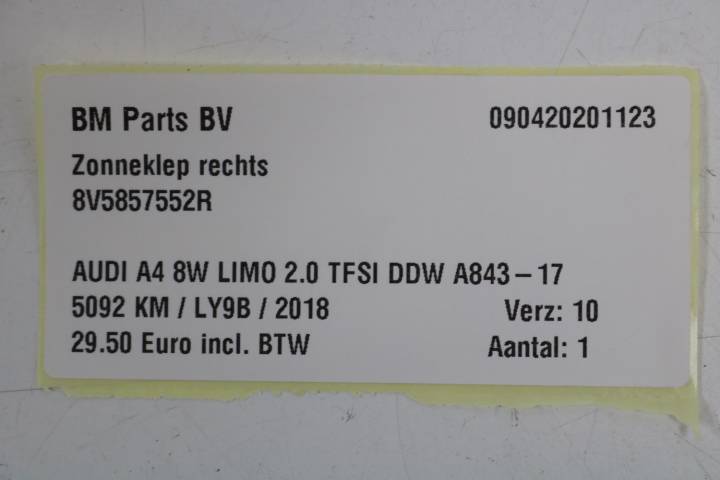 BM Parts BV 090420201123
Zonneklep rechts
8V5857552R
AUDI A4 8W LIMO 2.0 TFSI DDW A843-17
5092 KM / LY9B / 2018 Verz: 10
29.50 Euro incl. BTW Aantal: 1